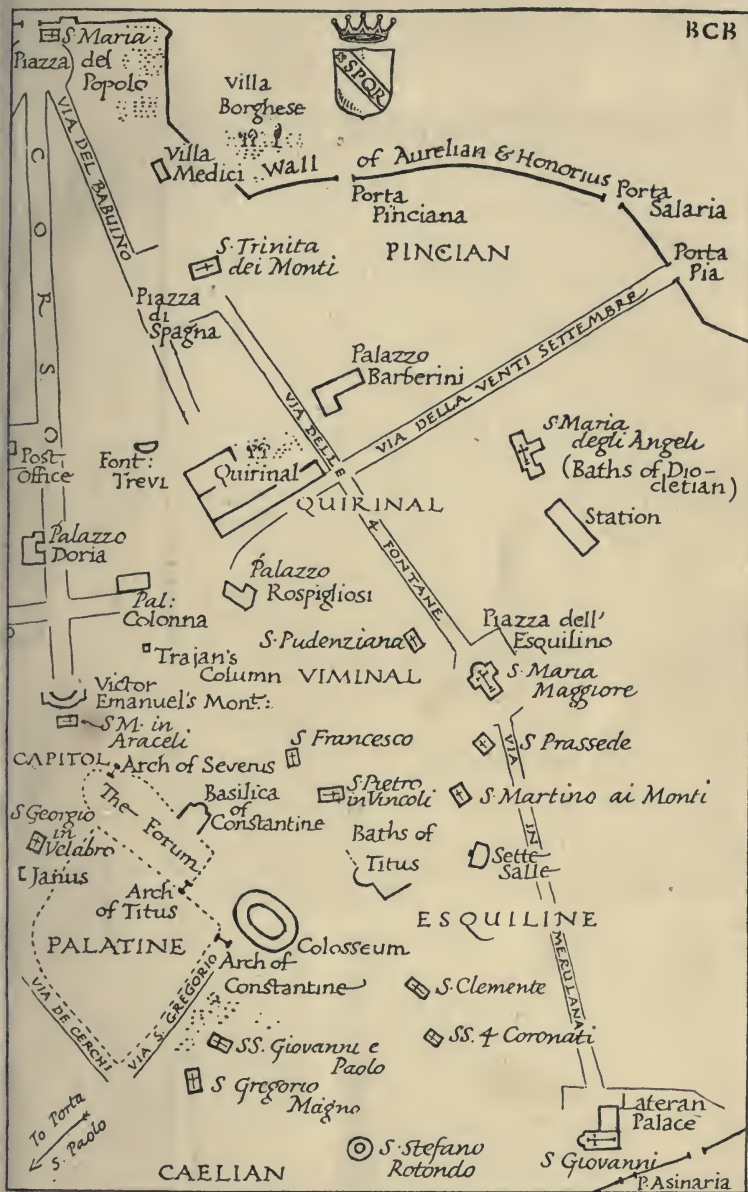 BCB
SPQR
S. Maria
del
Popolo
Piazza
VIA DEL BABUINO
CORSO
Villa
Borghese
Villa
Medici
Wall of Aurelian & Honorius
Porta
Pinciana
Porta
Salaria
Porta
Pia
PINCIAN
S. Trinita
dei Monti
Piazza
di
Spagna
Palazzo
Barberini
VIA DELLA VENTI SETTEMBRE
VIA DELLE
4 FONTANE
S. Maria
degli Angeli
(Baths of Dio-
cletian)
Station
Post
Office
Font:
Trevi
Quirinal
QUIRINAL
Palazzo
Doria
Pal:
Colonna
Palazzo
Rospigliosi
Piazza dell'
Esquilino
S. Pudenziana
Trajan's
Column
VIMINAL
S. Maria
Maggiore
Victor
Emanuel's Mont:
S M. in
Araceli
S Francesco
VIA
IN
MERULANA
S Prassede
CAPITOL
Arch of Severus
The Forum
Basilica
of
Constantine
S. Pietro
in Vincoli
S. Martino ai Monti
S Georgio
in
Velabro
Janus
Baths of
Titus
Sette
Salle
Arch
of Titus
ESQUILINE
PALATINE
Colosseum
Arch of
Constantine
S. Clemente
VIA DE CERCHI
VIA S. GREGORIO
SS. Giovanni e
Paolo
SS. 4 Coronati
S Gregorio
Magno
Lateran
Palace
To Porta
S. Paolo
S. Stefano
Rotondo
S Giovanni
CAELIAN
P. Asinaria